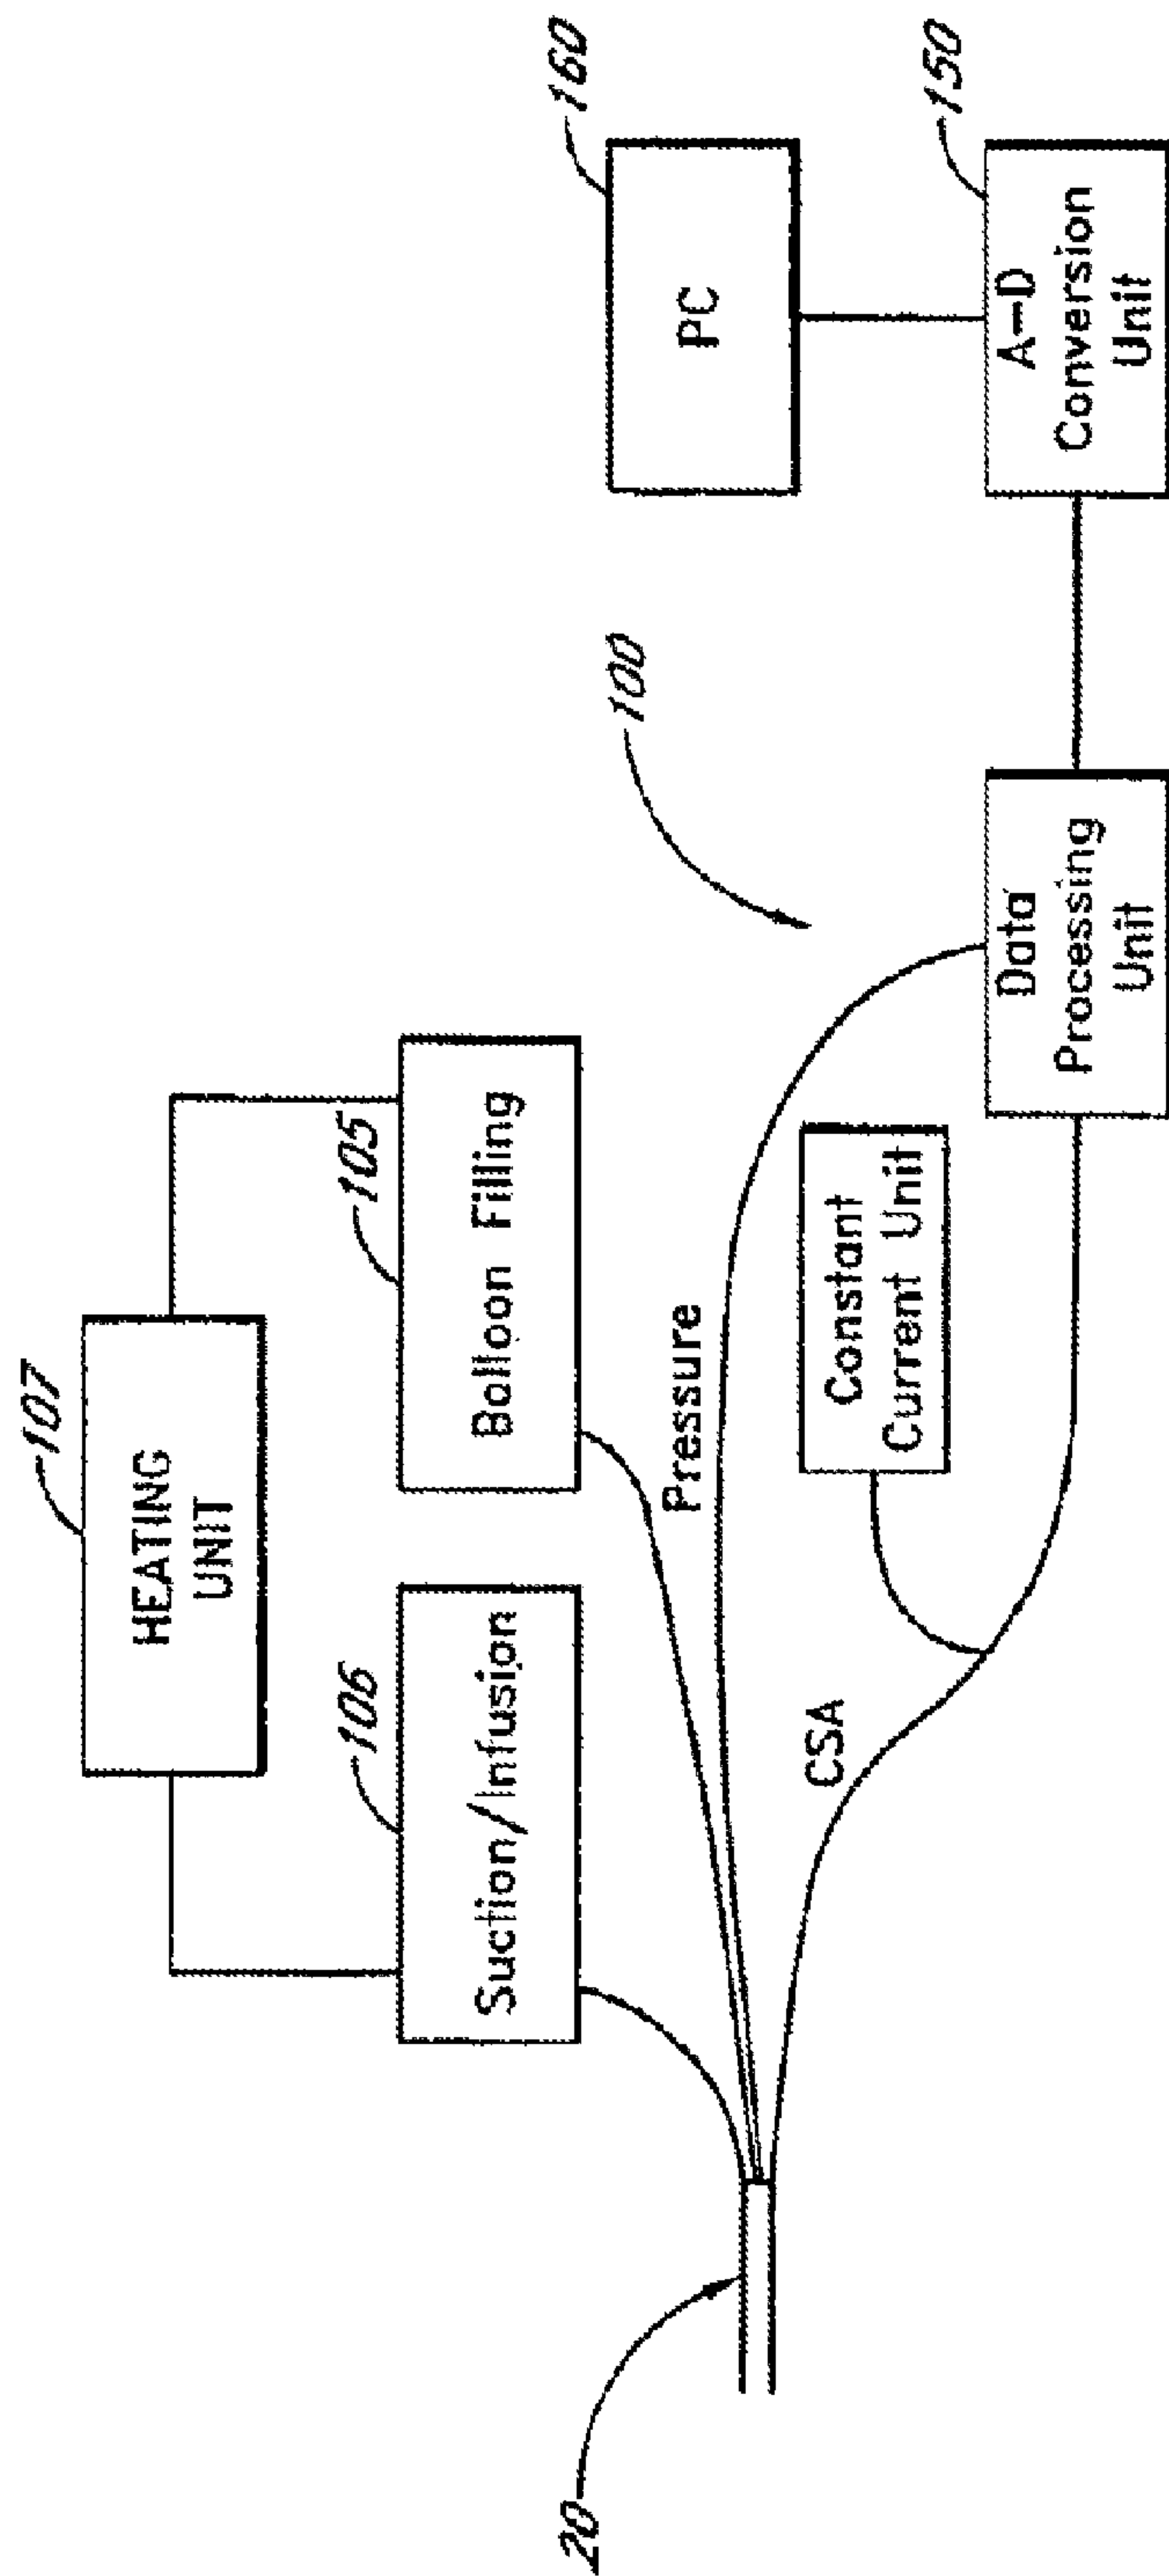 107
HEATING
UNIT
106
Suction/Infusion
105
Balloon Filling
160
PC
100
Pressure
Constant
Current Unit
CSA
20
Data
Processing
Unit
150
A-D
Conversion
Unit